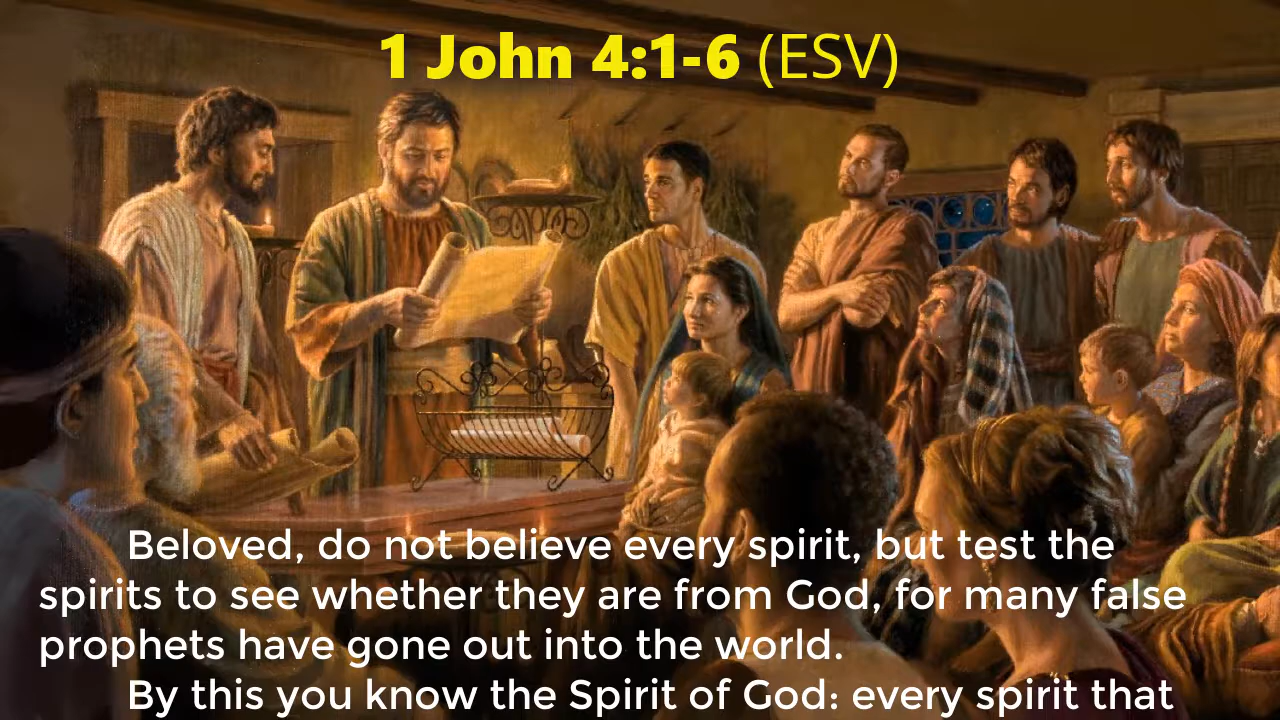 1 John 4:1-6 (ESV)
Beloved, do not believe every spirit, but test the
spirits to see whether they are from God, for many false
prophets have gone out into the world.
By this you know the Spirit of God: every spirit that